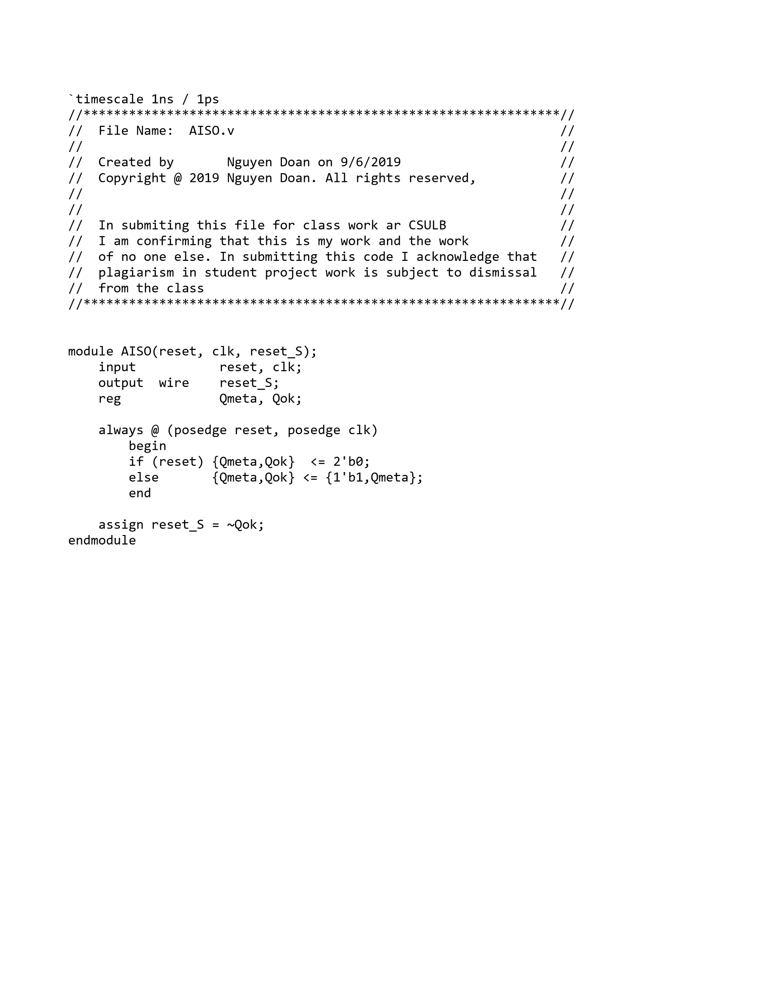 `timescale 1ns / 1ps
//***************************************************************//
//  File Name:  AISO.v                                           //
//                                                               //
//  Created by       Nguyen Doan on 9/6/2019                     //
//  Copyright @ 2019 Nguyen Doan. All rights reserved,           //
//                                                               //
//                                                               //
//  In submiting this file for class work ar CSULB               //
//  I am confirming that this is my work and the work            //
//  of no one else. In submitting this code I acknowledge that   //
//  plagiarism in student project work is subject to dismissal   //
//  from the class                                               //
//***************************************************************//
module AISO(reset, clk, reset_S);
    input           reset, clk;
    output  wire    reset_S;
    reg             Qmeta, Qok;
    always @ (posedge reset, posedge clk)
        begin
        if (reset) {Qmeta,Qok}  <= 2'b0;
        else       {Qmeta,Qok} <= {1'b1,Qmeta};
        end
    assign reset_S = ~Qok;
endmodule